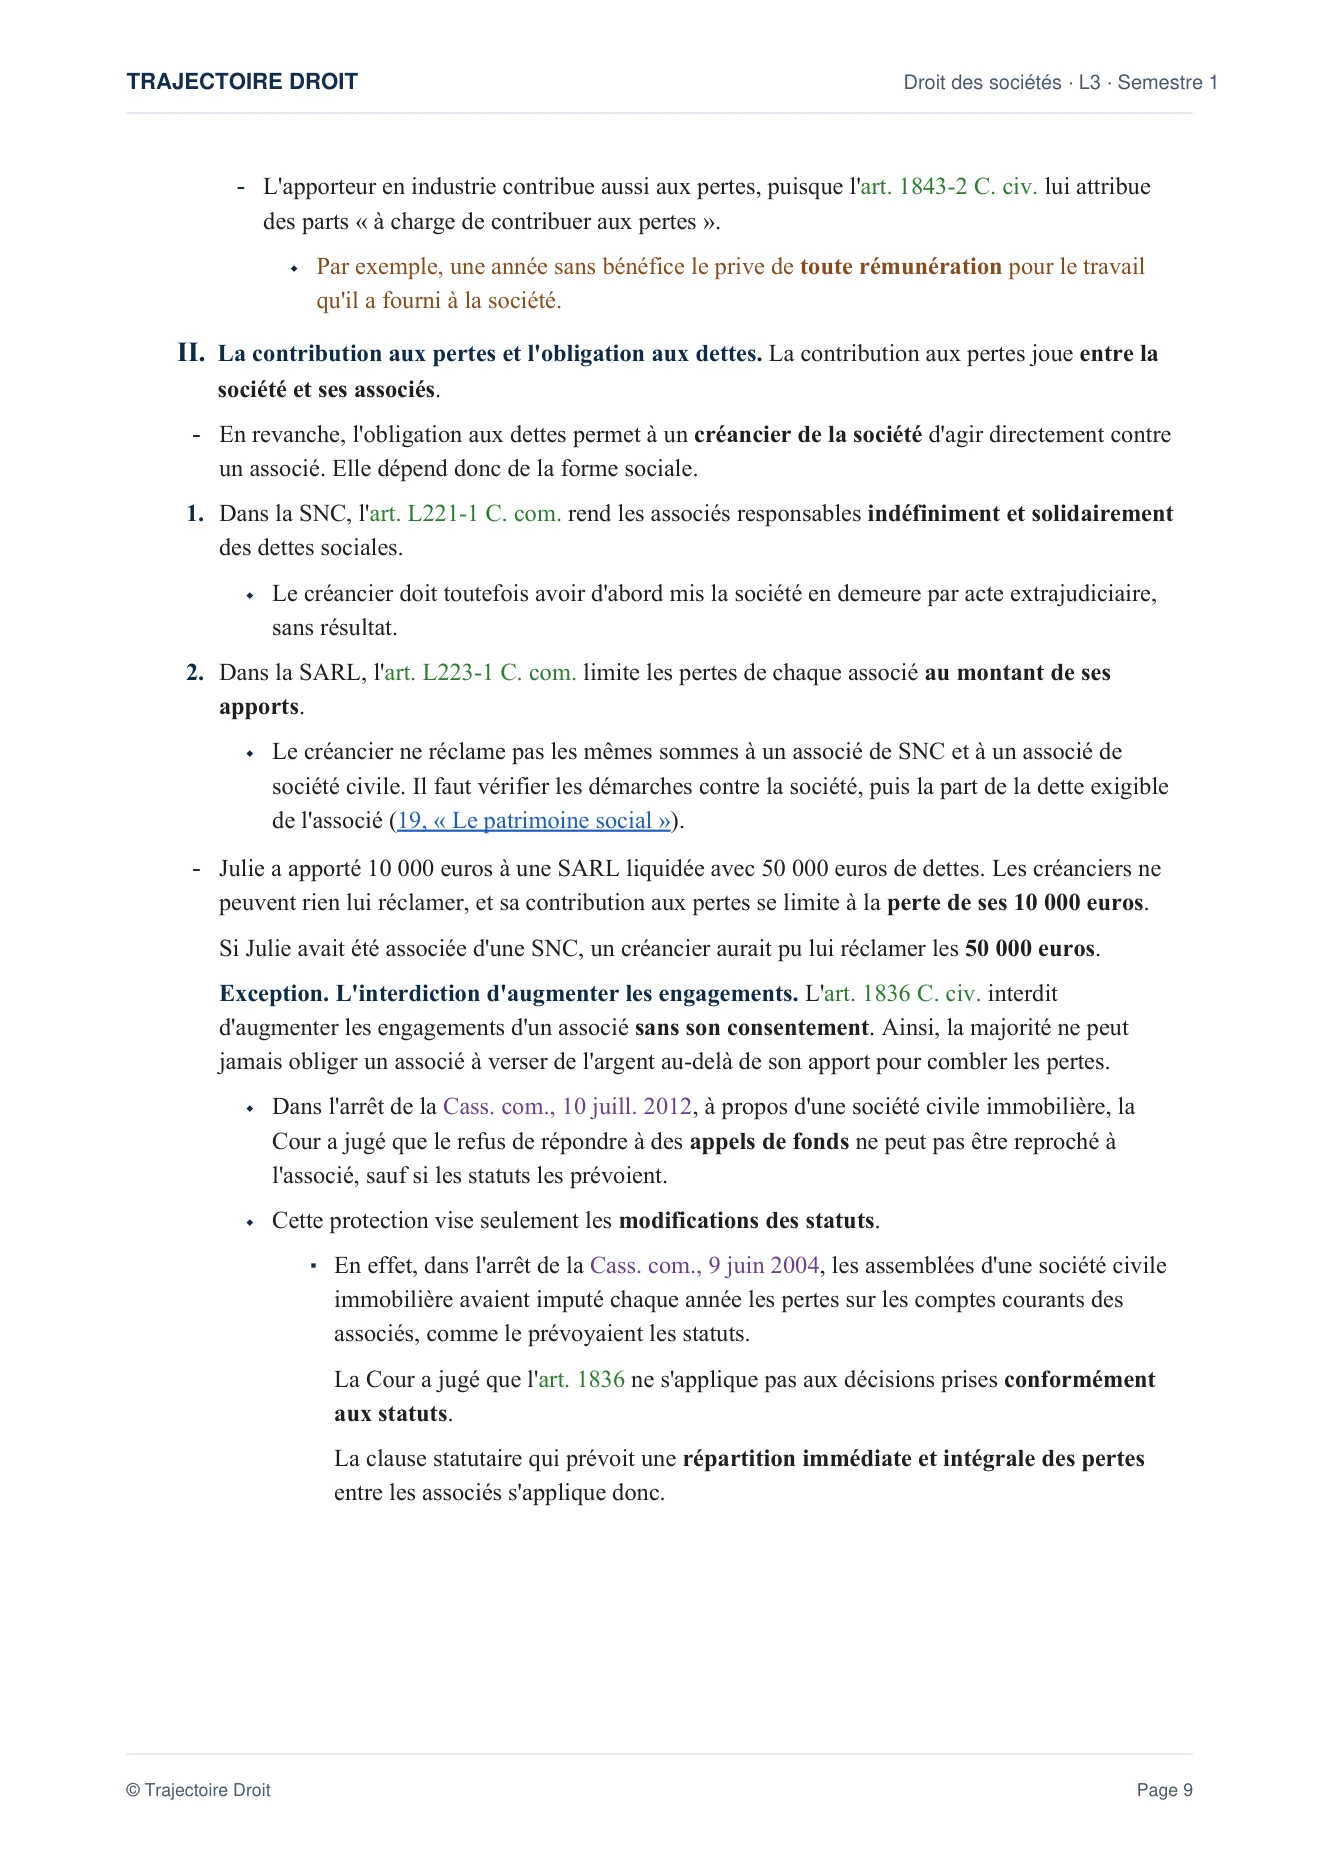 TRAJECTOIRE DROIT
Droit des sociétés · L3 · Semestre 1
- L'apporteur en industrie contribue aussi aux pertes, puisque l'art. 1843-2 C. civ. lui attribue
des parts « à charge de contribuer aux pertes ».
⬩ Par exemple, une année sans bénéfice le prive de toute rémunération pour le travail
qu'il a fourni à la société.
II. La contribution aux pertes et l'obligation aux dettes. La contribution aux pertes joue entre la
société et ses associés.
- En revanche, l'obligation aux dettes permet à un créancier de la société d'agir directement contre
un associé. Elle dépend donc de la forme sociale.
1. Dans la SNC, l'art. L221-1 C. com. rend les associés responsables indéfiniment et solidairement
des dettes sociales.
⬩ Le créancier doit toutefois avoir d'abord mis la société en demeure par acte extrajudiciaire,
sans résultat.
2. Dans la SARL, l'art. L223-1 C. com. limite les pertes de chaque associé au montant de ses
apports.
⬩ Le créancier ne réclame pas les mêmes sommes à un associé de SNC et à un associé de
société civile. Il faut vérifier les démarches contre la société, puis la part de la dette exigible
de l'associé (19, « Le patrimoine social »).
- Julie a apporté 10 000 euros à une SARL liquidée avec 50 000 euros de dettes. Les créanciers ne
peuvent rien lui réclamer, et sa contribution aux pertes se limite à la perte de ses 10 000 euros.
Si Julie avait été associée d'une SNC, un créancier aurait pu lui réclamer les 50 000 euros.
Exception. L'interdiction d'augmenter les engagements. L'art. 1836 C. civ. interdit
d'augmenter les engagements d'un associé sans son consentement. Ainsi, la majorité ne peut
jamais obliger un associé à verser de l'argent au-delà de son apport pour combler les pertes.
⬩ Dans l'arrêt de la Cass. com., 10 juill. 2012, à propos d'une société civile immobilière, la
Cour a jugé que le refus de répondre à des appels de fonds ne peut pas être reproché à
l'associé, sauf si les statuts les prévoient.
⬩ Cette protection vise seulement les modifications des statuts.
▪ En effet, dans l'arrêt de la Cass. com., 9 juin 2004, les assemblées d'une société civile
immobilière avaient imputé chaque année les pertes sur les comptes courants des
associés, comme le prévoyaient les statuts.
La Cour a jugé que l'art. 1836 ne s'applique pas aux décisions prises conformément
aux statuts.
La clause statutaire qui prévoit une répartition immédiate et intégrale des pertes
entre les associés s'applique donc.
© Trajectoire Droit
Page 9